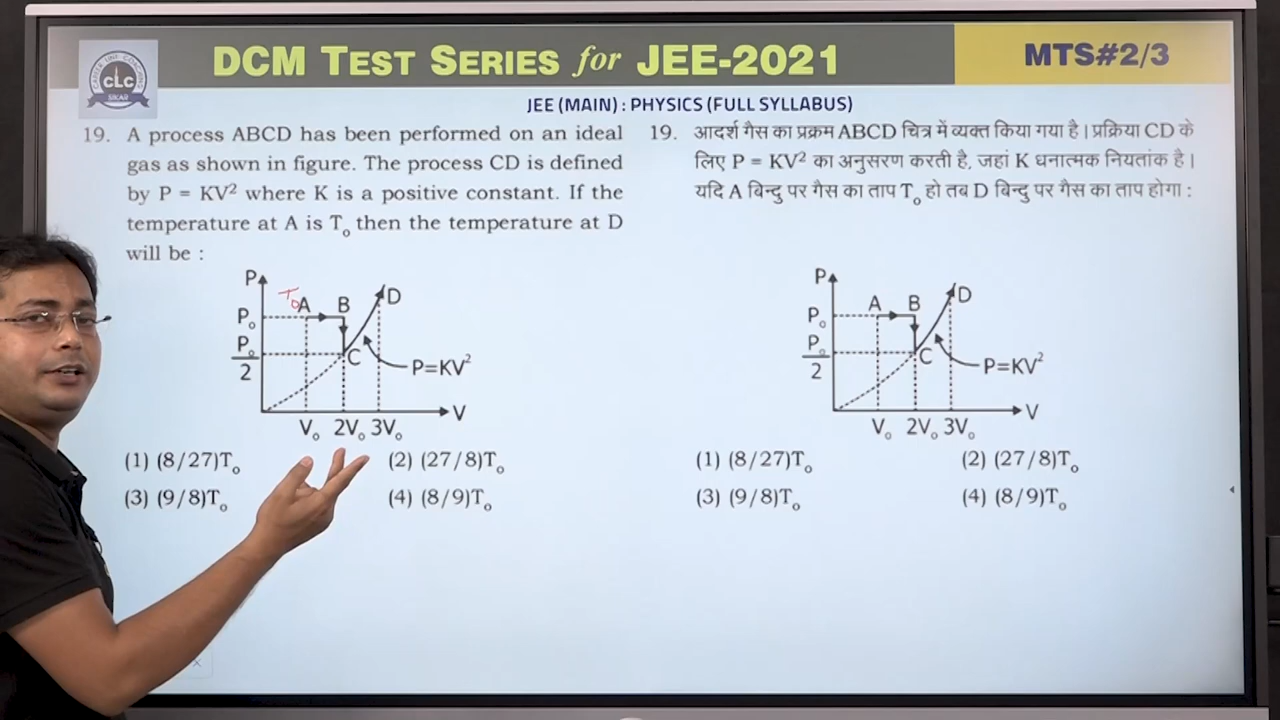 DCM TEST SERIES for JEE-2021
MTS#2/3
CLC
SIKAR
JEE (MAIN) : PHYSICS (FULL SYLLABUS)
19. A process ABCD has been performed on an ideal
gas as shown in figure. The process CD is defined
by P = KV² where K is a positive constant. If the
temperature at A is T₀ then the temperature at D
will be :
P
T₀
A
B
D
P₀
P₀/2
C
P=KV²
V
V₀ 2V₀ 3V₀
(1) (8/27)T₀
(2) (27/8)T₀
(3) (9/8)T₀
(4) (8/9)T₀
19. आदर्श गैस का प्रक्रम ABCD चित्र में व्यक्त किया गया है। प्रक्रिया CD के
लिए P = KV² का अनुसरण करती है, जहां K धनात्मक नियतांक है।
यदि A बिन्दु पर गैस का ताप T₀ हो तब D बिन्दु पर गैस का ताप होगा :
P
A
B
D
P₀
P₀/2
C
P=KV²
V
V₀ 2V₀ 3V₀
(1) (8/27)T₀
(2) (27/8)T₀
(3) (9/8)T₀
(4) (8/9)T₀